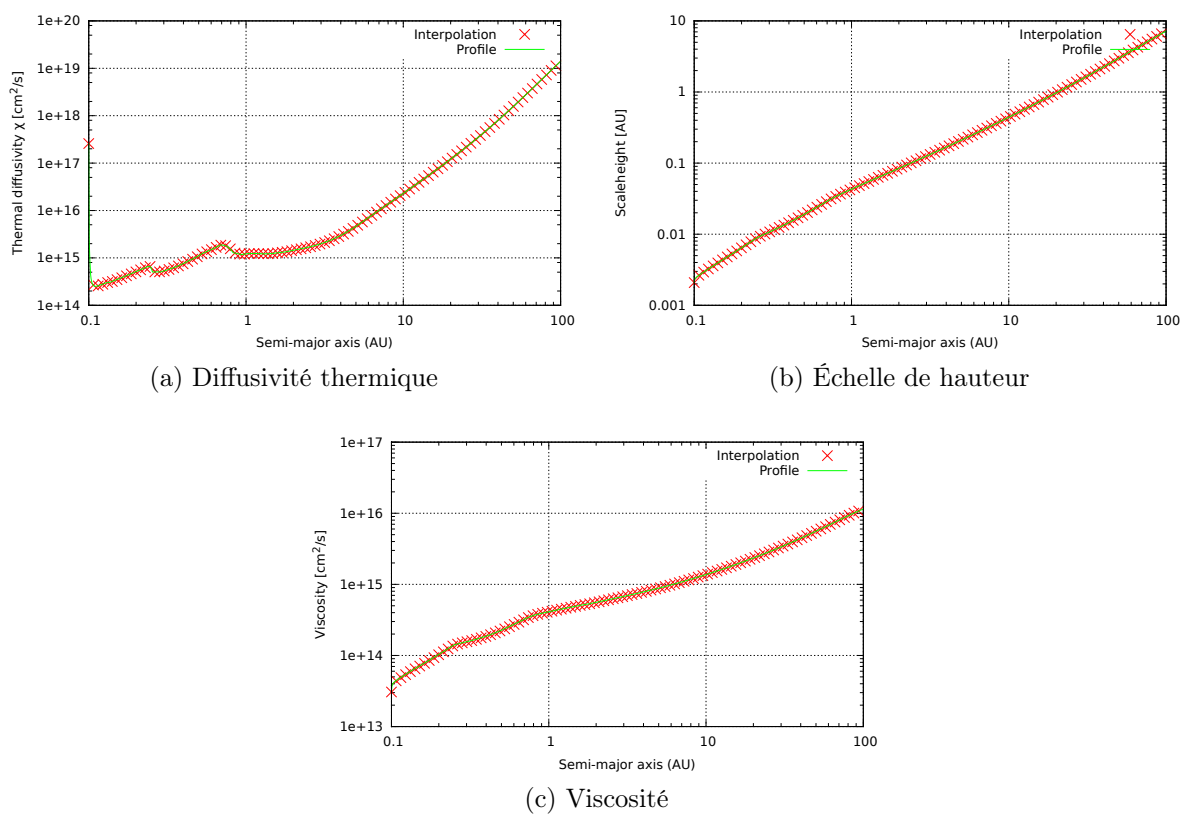 1e+20
1e+19
1e+18
1e+17
1e+16
1e+15
1e+14
Thermal diffusivity χ [cm²/s]
Interpolation
Profile
0.1 1 10 100
Semi-major axis (AU)
(a) Diffusivité thermique
10
1
0.1
0.01
0.001
Scaleheight [AU]
Interpolation
Profile
0.1 1 10 100
Semi-major axis (AU)
(b) Échelle de hauteur
1e+17
1e+16
1e+15
1e+14
1e+13
Viscosity [cm²/s]
Interpolation
Profile
0.1 1 10 100
Semi-major axis (AU)
(c) Viscosité